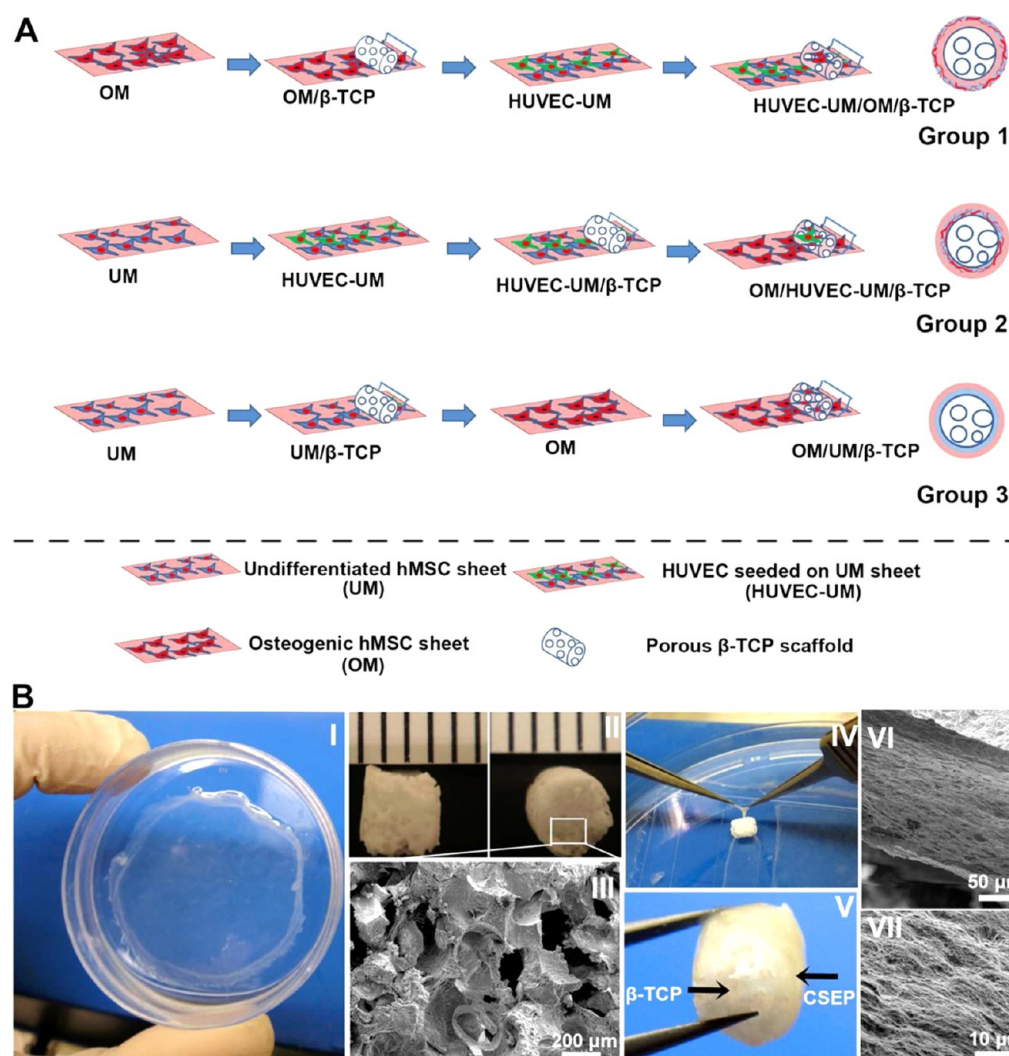 A
OM
OM/β-TCP
HUVEC-UM
HUVEC-UM/OM/β-TCP
Group 1
UM
HUVEC-UM
HUVEC-UM/β-TCP
OM/HUVEC-UM/β-TCP
Group 2
UM
UM/β-TCP
OM
OM/UM/β-TCP
Group 3
Undifferentiated hMSC sheet
(UM)
HUVEC seeded on UM sheet
(HUVEC-UM)
Osteogenic hMSC sheet
(OM)
Porous β-TCP scaffold
B
I
II
III
200 μm
IV
V
β-TCP
CSEP
VI
50 μm
VII
10 μm